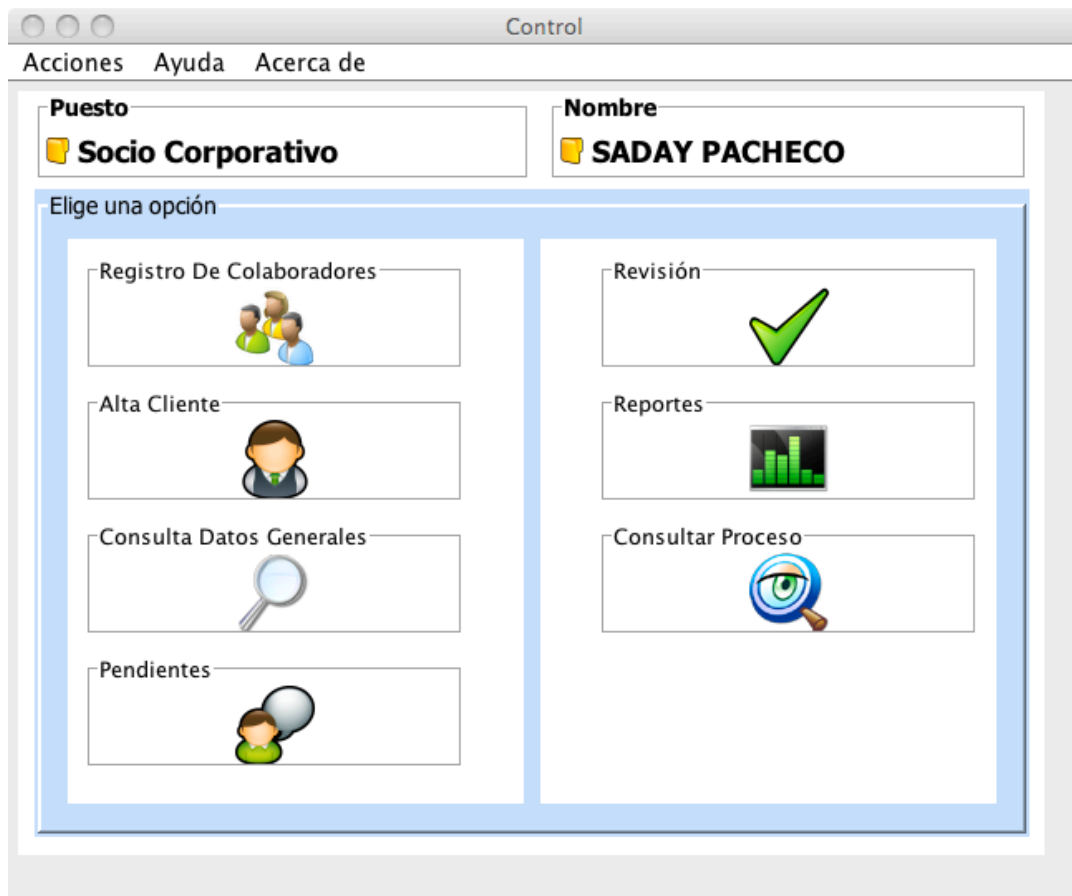 Control
Acciones Ayuda Acerca de
Puesto
Socio Corporativo
Nombre
SADAY PACHECO
Elige una opción
Registro De Colaboradores
Alta Cliente
Consulta Datos Generales
Pendientes
Revisión
Reportes
Consultar Proceso